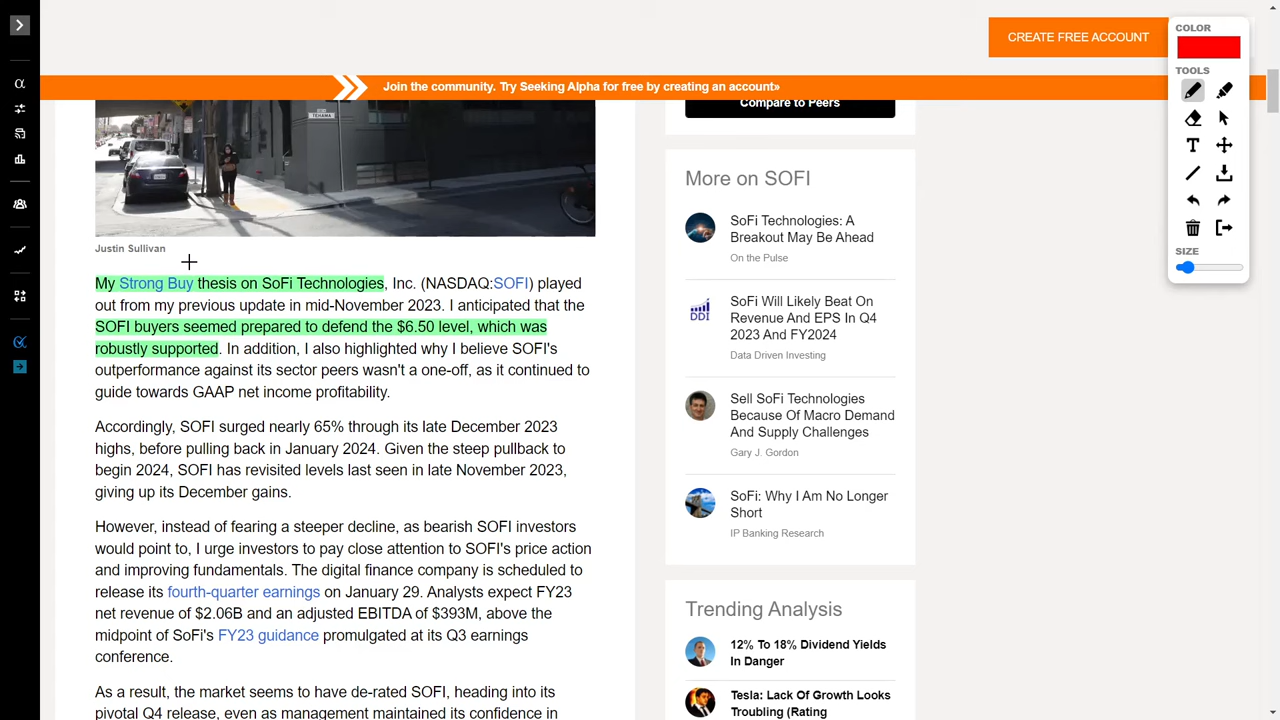 CREATE FREE ACCOUNT
COLOR
TOOLS
T
SIZE
Join the community. Try Seeking Alpha for free by creating an account»
Compare to Peers
TEHAMA
Justin Sullivan
My Strong Buy thesis on SoFi Technologies, Inc. (NASDAQ:SOFI) played
out from my previous update in mid-November 2023. I anticipated that the
SOFI buyers seemed prepared to defend the $6.50 level, which was
robustly supported. In addition, I also highlighted why I believe SOFI's
outperformance against its sector peers wasn't a one-off, as it continued to
guide towards GAAP net income profitability.
Accordingly, SOFI surged nearly 65% through its late December 2023
highs, before pulling back in January 2024. Given the steep pullback to
begin 2024, SOFI has revisited levels last seen in late November 2023,
giving up its December gains.
However, instead of fearing a steeper decline, as bearish SOFI investors
would point to, I urge investors to pay close attention to SOFI's price action
and improving fundamentals. The digital finance company is scheduled to
release its fourth-quarter earnings on January 29. Analysts expect FY23
net revenue of $2.06B and an adjusted EBITDA of $393M, above the
midpoint of SoFi's FY23 guidance promulgated at its Q3 earnings
conference.
As a result, the market seems to have de-rated SOFI, heading into its
pivotal Q4 release, even as management maintained its confidence in
More on SOFI
SoFi Technologies: A
Breakout May Be Ahead
On the Pulse
DDI
SoFi Will Likely Beat On
Revenue And EPS In Q4
2023 And FY2024
Data Driven Investing
Sell SoFi Technologies
Because Of Macro Demand
And Supply Challenges
Gary J. Gordon
SoFi: Why I Am No Longer
Short
IP Banking Research
Trending Analysis
12% To 18% Dividend Yields
In Danger
Tesla: Lack Of Growth Looks
Troubling (Rating